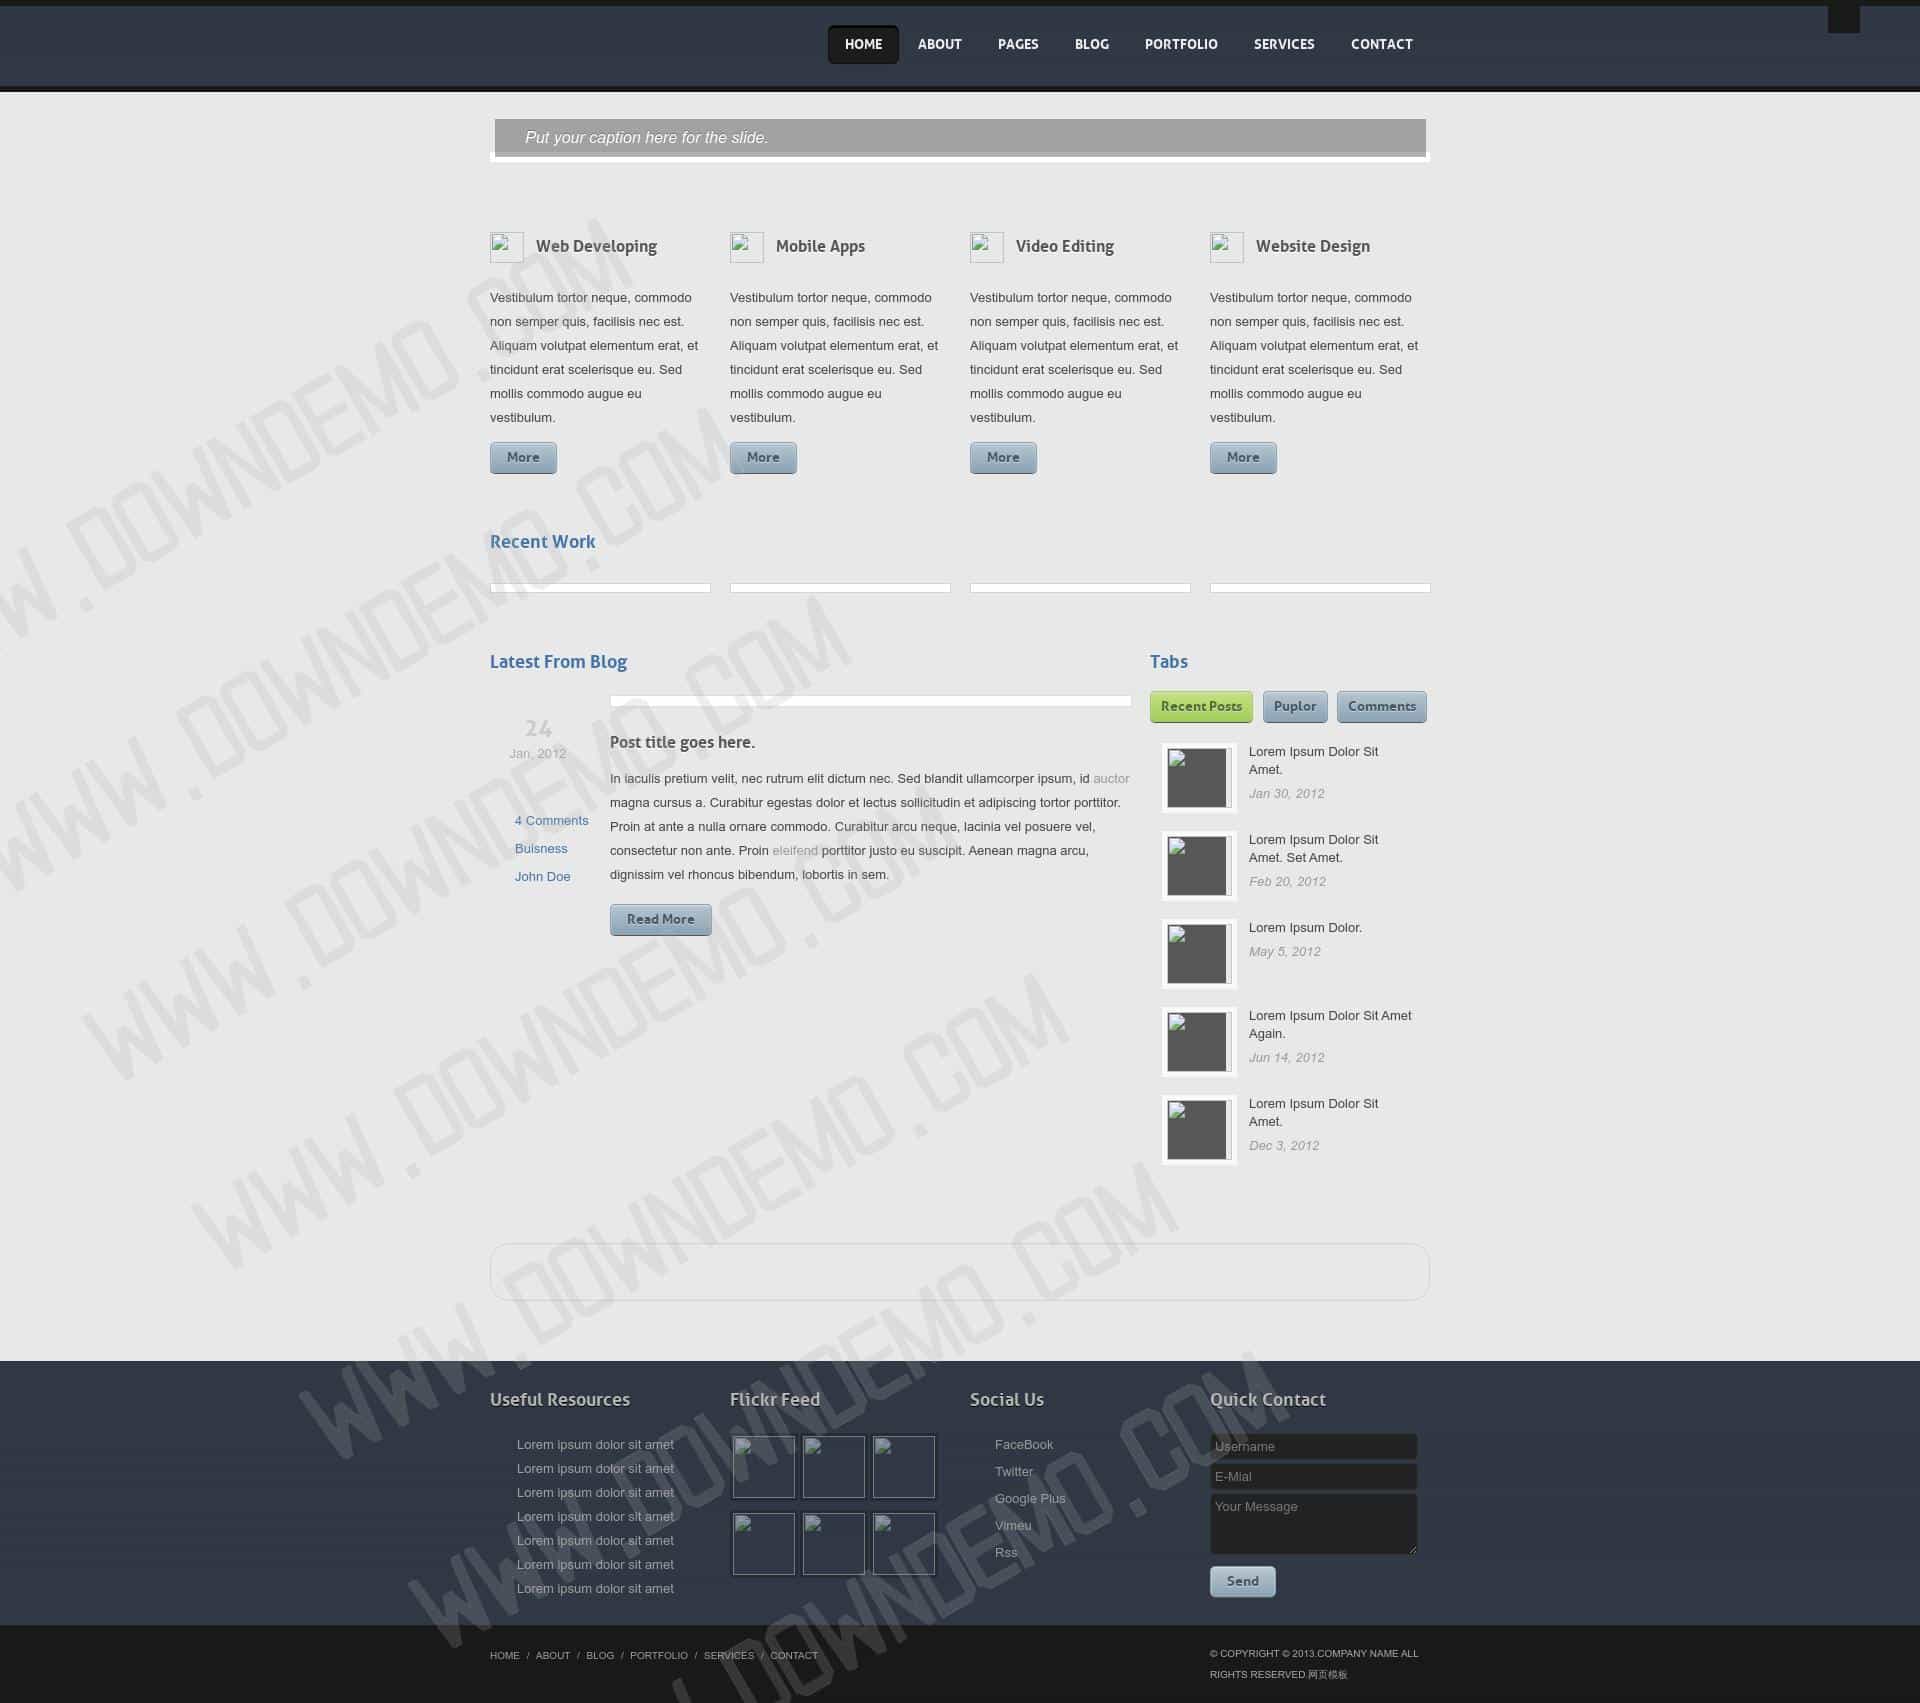 HOME ABOUT PAGES BLOG PORTFOLIO SERVICES CONTACT
Put your caption here for the slide.
Web Developing
Vestibulum tortor neque, commodo
non semper quis, facilisis nec est.
Aliquam volutpat elementum erat, et
tincidunt erat scelerisque eu. Sed
mollis commodo augue eu
vestibulum.
More
Mobile Apps
Vestibulum tortor neque, commodo
non semper quis, facilisis nec est.
Aliquam volutpat elementum erat, et
tincidunt erat scelerisque eu. Sed
mollis commodo augue eu
vestibulum.
More
Video Editing
Vestibulum tortor neque, commodo
non semper quis, facilisis nec est.
Aliquam volutpat elementum erat, et
tincidunt erat scelerisque eu. Sed
mollis commodo augue eu
vestibulum.
More
Website Design
Vestibulum tortor neque, commodo
non semper quis, facilisis nec est.
Aliquam volutpat elementum erat, et
tincidunt erat scelerisque eu. Sed
mollis commodo augue eu
vestibulum.
More
Recent Work
Latest From Blog
24
Jan, 2012
4 Comments
Buisness
John Doe
Post title goes here.
In iaculis pretium velit, nec rutrum elit dictum nec. Sed blandit ullamcorper ipsum, id auctor
magna cursus a. Curabitur egestas dolor et lectus sollicitudin et adipiscing tortor porttitor.
Proin at ante a nulla ornare commodo. Curabitur arcu neque, lacinia vel posuere vel,
consectetur non ante. Proin eleifend porttitor justo eu suscipit. Aenean magna arcu,
dignissim vel rhoncus bibendum, lobortis in sem.
Read More
Tabs
Recent Posts Puplor Comments
Lorem Ipsum Dolor Sit
Amet.
Jan 30, 2012
Lorem Ipsum Dolor Sit
Amet. Set Amet.
Feb 20, 2012
Lorem Ipsum Dolor.
May 5, 2012
Lorem Ipsum Dolor Sit Amet
Again.
Jun 14, 2012
Lorem Ipsum Dolor Sit
Amet.
Dec 3, 2012
Useful Resources
Lorem ipsum dolor sit amet
Lorem ipsum dolor sit amet
Lorem ipsum dolor sit amet
Lorem ipsum dolor sit amet
Lorem ipsum dolor sit amet
Lorem ipsum dolor sit amet
Lorem ipsum dolor sit amet
Flickr Feed
Social Us
FaceBook
Twitter
Google Plus
Vimeu
Rss
Quick Contact
Username
E-Mial
Your Message
Send
HOME / ABOUT / BLOG / PORTFOLIO / SERVICES / CONTACT
© COPYRIGHT © 2013.COMPANY NAME ALL
RIGHTS RESERVED.网页模板
WWW.DOWNDEMO.COM
WWW.DOWNDEMO.COM
WWW.DOWNDEMO.COM
WWW.DOWNDEMO.COM
WWW.DOWNDEMO.COM
WWW.DOWNDEMO.COM
.DOWNDEMO.COM